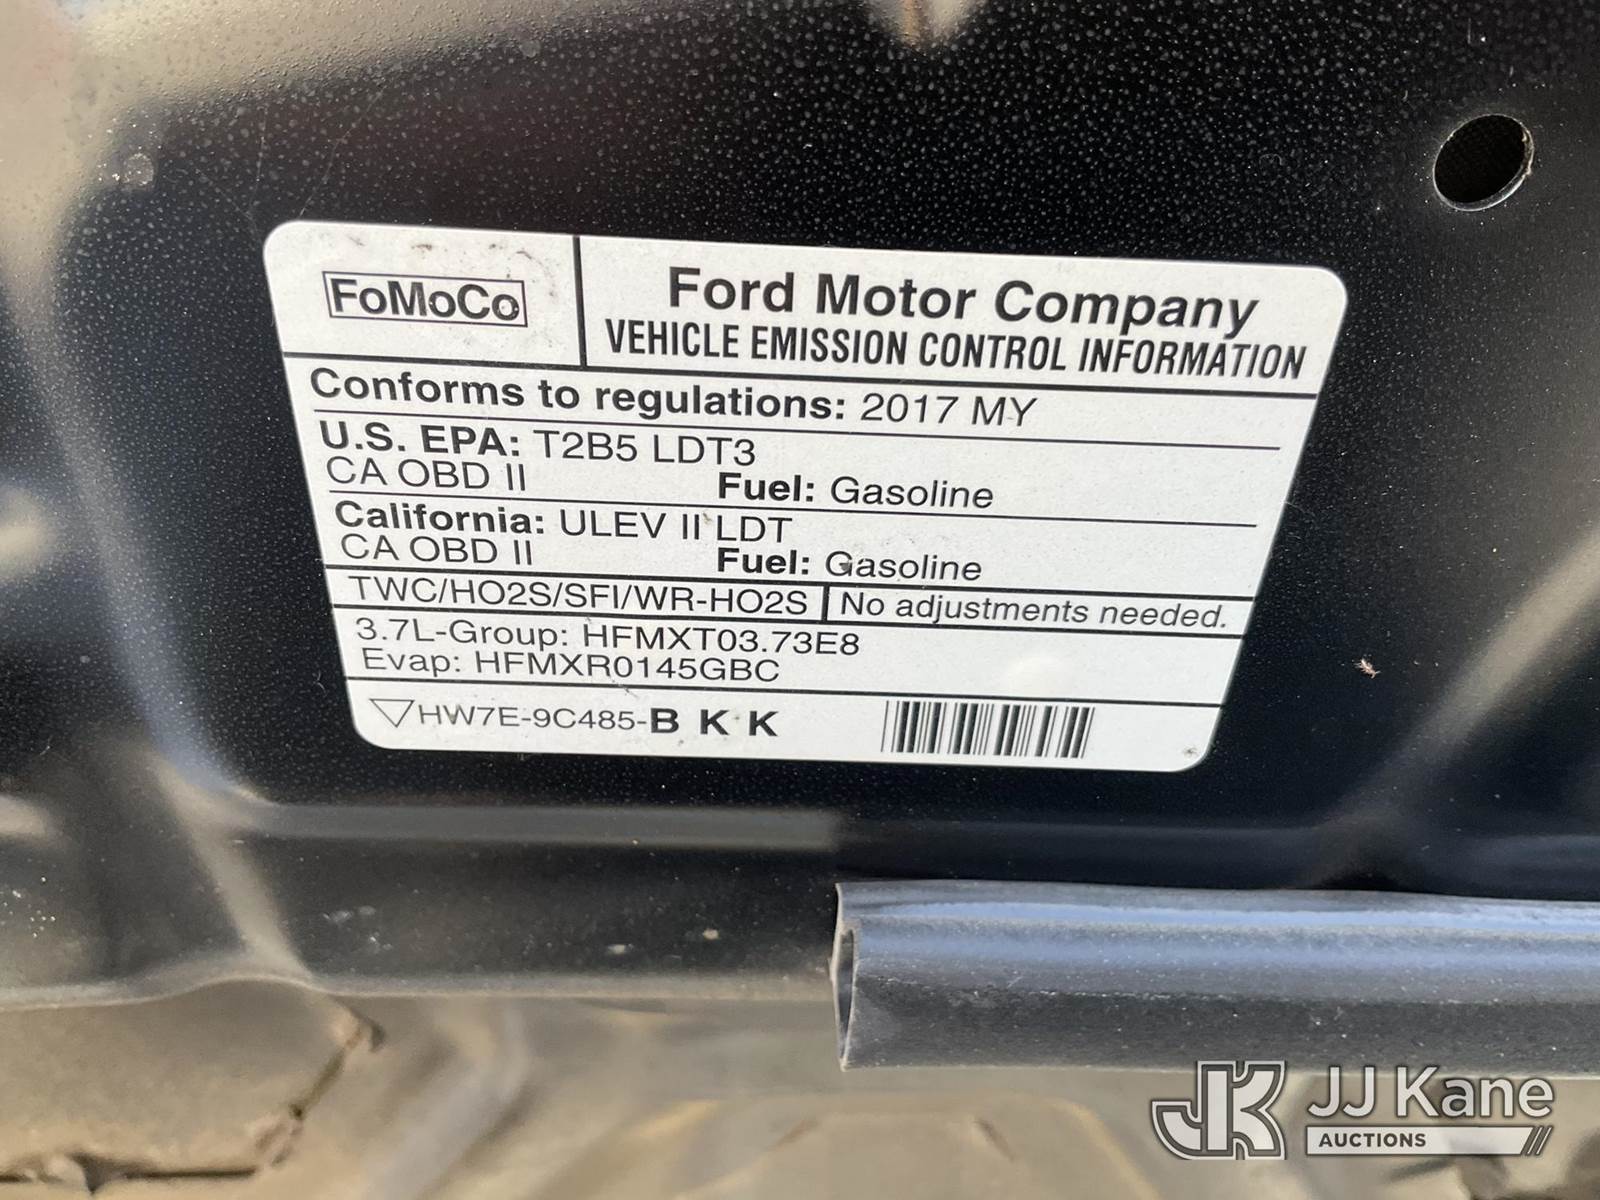 FoMoCo
Ford Motor Company
VEHICLE EMISSION CONTROL INFORMATION
Conforms to regulations: 2017 MY
U.S. EPA: T2B5 LDT3
CA OBD II Fuel: Gasoline
California: ULEV II LDT
CA OBD II Fuel: Gasoline
TWC/HO2S/SFI/WR-HO2S No adjustments needed.
3.7L-Group: HFMXT03.73E8
Evap: HFMXR0145GBC
HW7E-9C485-B K K
JK JJ Kane
AUCTIONS